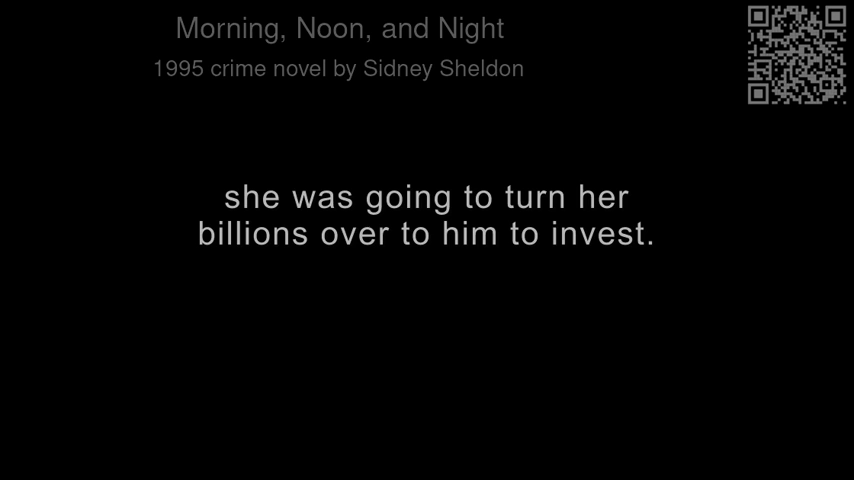 Morning, Noon, and Night
1995 crime novel by Sidney Sheldon
she was going to turn her
billions over to him to invest.